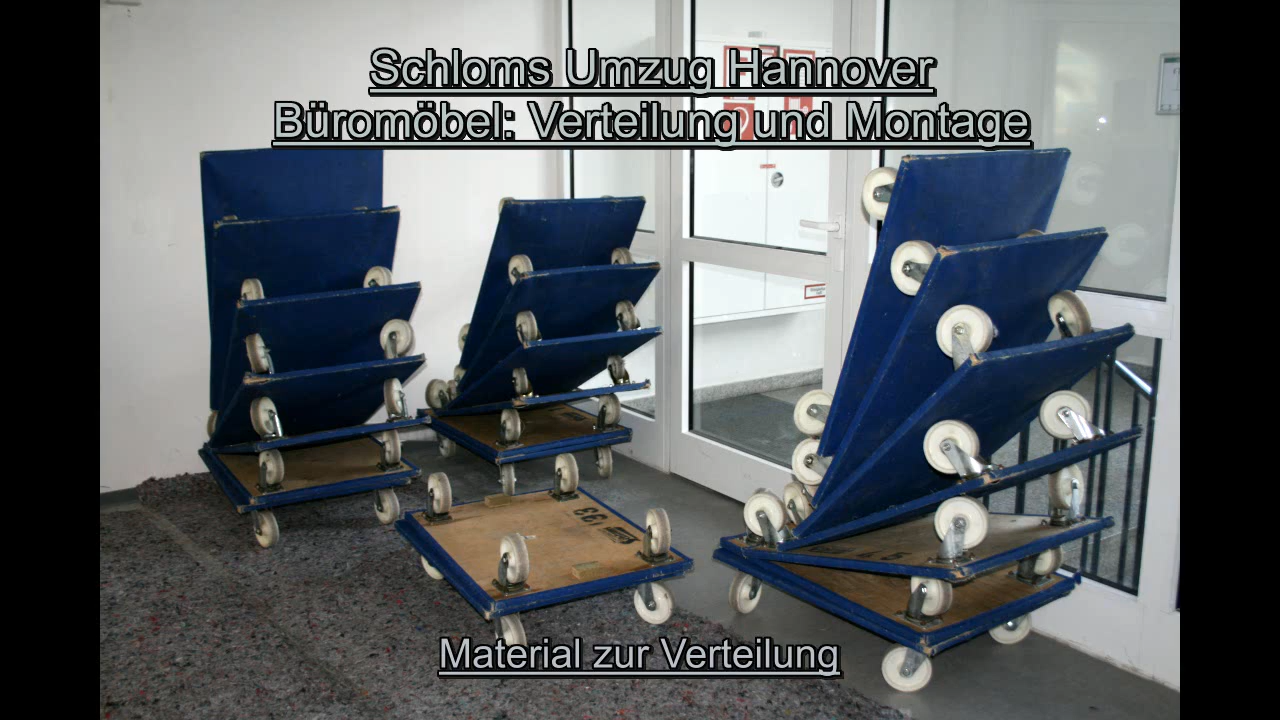 Schloms Umzug Hannover
Büromöbel: Verteilung und Montage
Material zur Verteilung